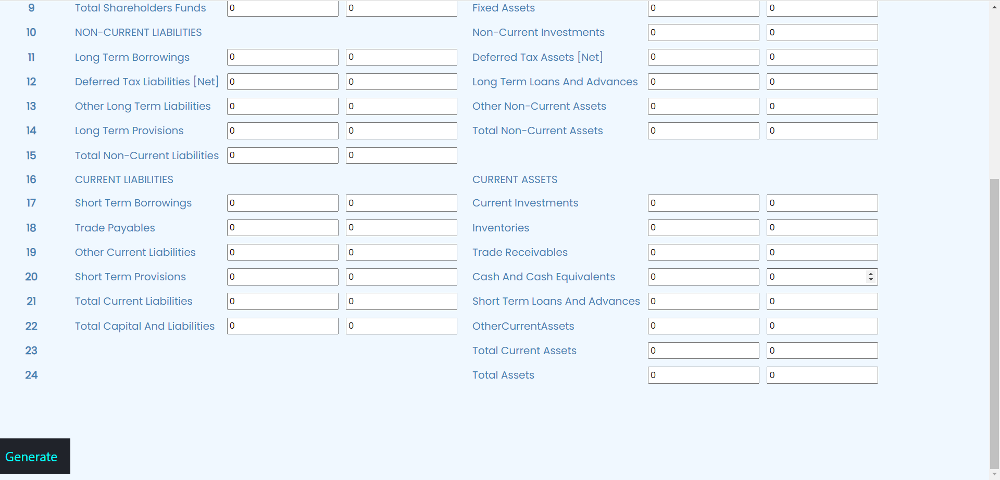 9 Total Shareholders Funds 0 0 Fixed Assets 0 0
10 NON-CURRENT LIABILITIES Non-Current Investments 0 0
11 Long Term Borrowings 0 0 Deferred Tax Assets [Net] 0 0
12 Deferred Tax Liabilities [Net] 0 0 Long Term Loans And Advances 0 0
13 Other Long Term Liabilities 0 0 Other Non-Current Assets 0 0
14 Long Term Provisions 0 0 Total Non-Current Assets 0 0
15 Total Non-Current Liabilities 0 0
16 CURRENT LIABILITIES CURRENT ASSETS
17 Short Term Borrowings 0 0 Current Investments 0 0
18 Trade Payables 0 0 Inventories 0 0
19 Other Current Liabilities 0 0 Trade Receivables 0 0
20 Short Term Provisions 0 0 Cash And Cash Equivalents 0 0
21 Total Current Liabilities 0 0 Short Term Loans And Advances 0 0
22 Total Capital And Liabilities 0 0 OtherCurrentAssets 0 0
23 Total Current Assets 0 0
24 Total Assets 0 0
Generate